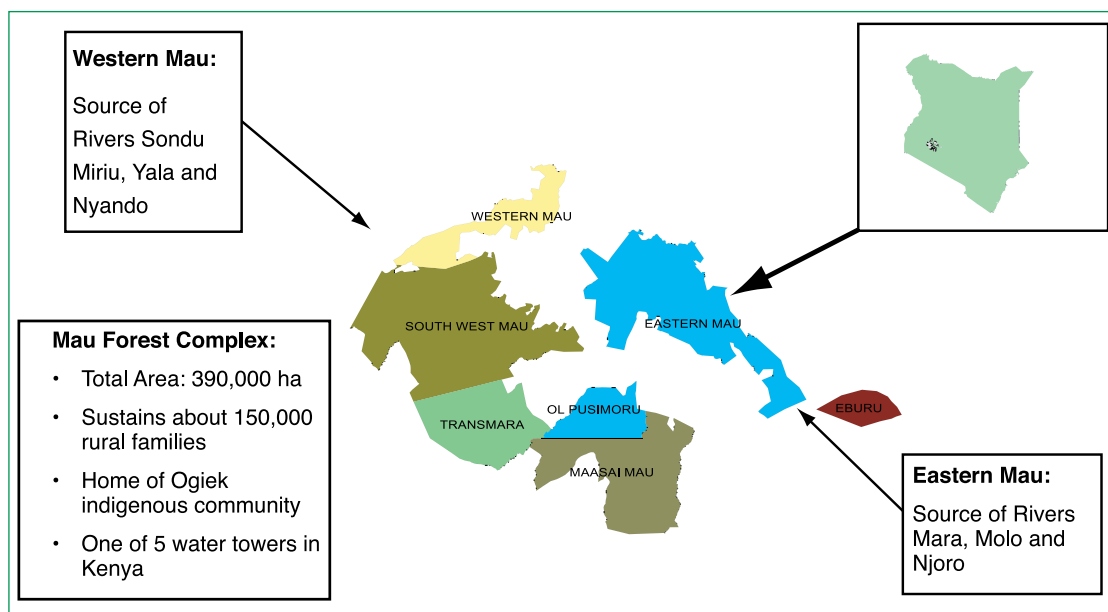 Western Mau:
Source of
Rivers Sondu
Miriu, Yala and
Nyando
WESTERN MAU
SOUTH WEST MAU
EASTERN MAU
OL PUSIMORU
TRANSMARA
EBURU
MAASAI MAU
Mau Forest Complex:
• Total Area: 390,000 ha
• Sustains about 150,000
rural families
• Home of Ogiek
indigenous community
• One of 5 water towers in
Kenya
Eastern Mau:
Source of Rivers
Mara, Molo and
Njoro